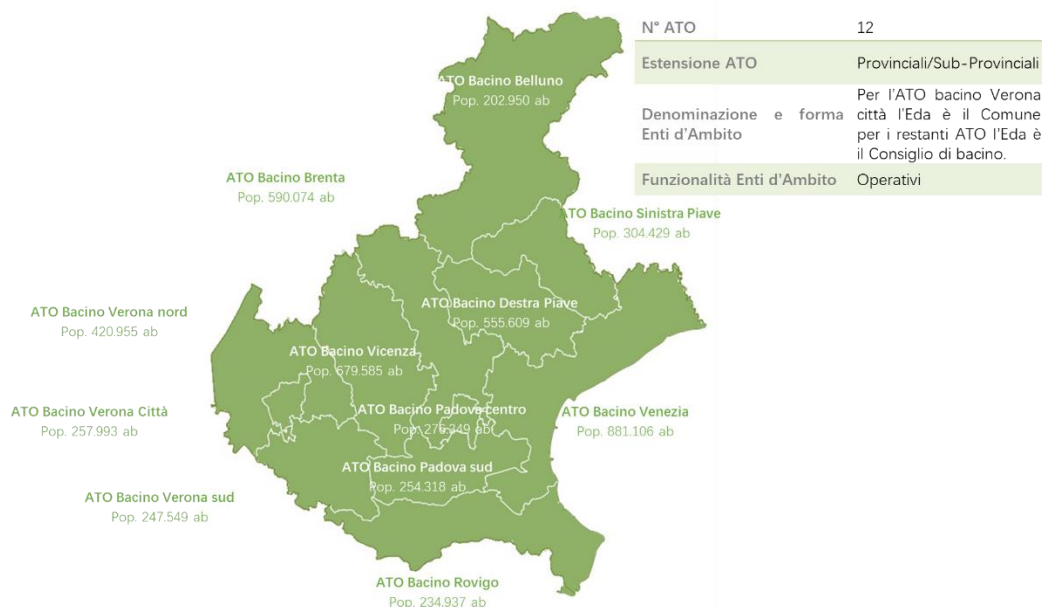 N° ATO 12
Estensione ATO Provinciali/Sub-Provinciali
Denominazione e forma Enti d'Ambito
Per l'ATO bacino Verona
città l'Eda è il Comune
per i restanti ATO l'Eda è
il Consiglio di bacino.
Funzionalità Enti d'Ambito Operativi
ATO Bacino Belluno
Pop. 202.950 ab
ATO Bacino Brenta
Pop. 590.074 ab
ATO Bacino Sinistra Piave
Pop. 304.429 ab
ATO Bacino Verona nord
Pop. 420.955 ab
ATO Bacino Destra Piave
Pop. 555.609 ab
ATO Bacino Vicenza
Pop. 679.585 ab
ATO Bacino Verona Città
Pop. 257.993 ab
ATO Bacino Padova centro
Pop. 276.349 ab
ATO Bacino Venezia
Pop. 881.106 ab
ATO Bacino Padova sud
Pop. 254.318 ab
ATO Bacino Verona sud
Pop. 247.549 ab
ATO Bacino Rovigo
Pop. 234.937 ab